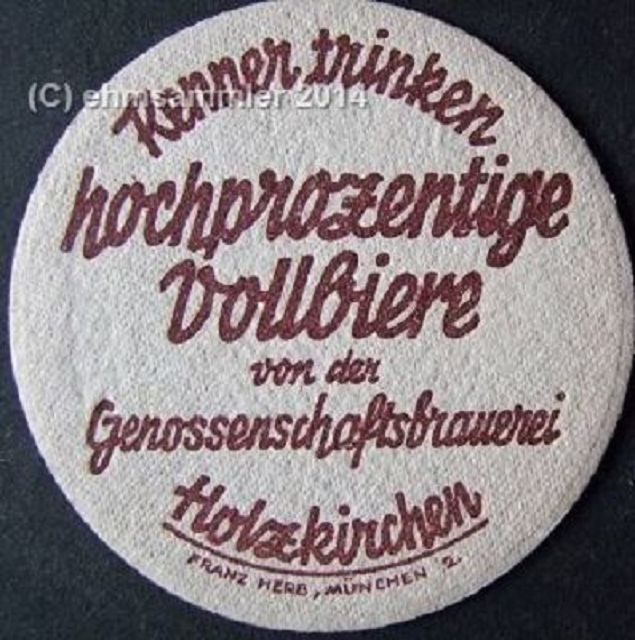 Kenner trinken
(C) ehmsammler 2014
hochprozentige
Vollbiere
von der
Genossenschaftsbrauerei
Holzkirchen
FRANZ HERB, MÜNCHEN 2.